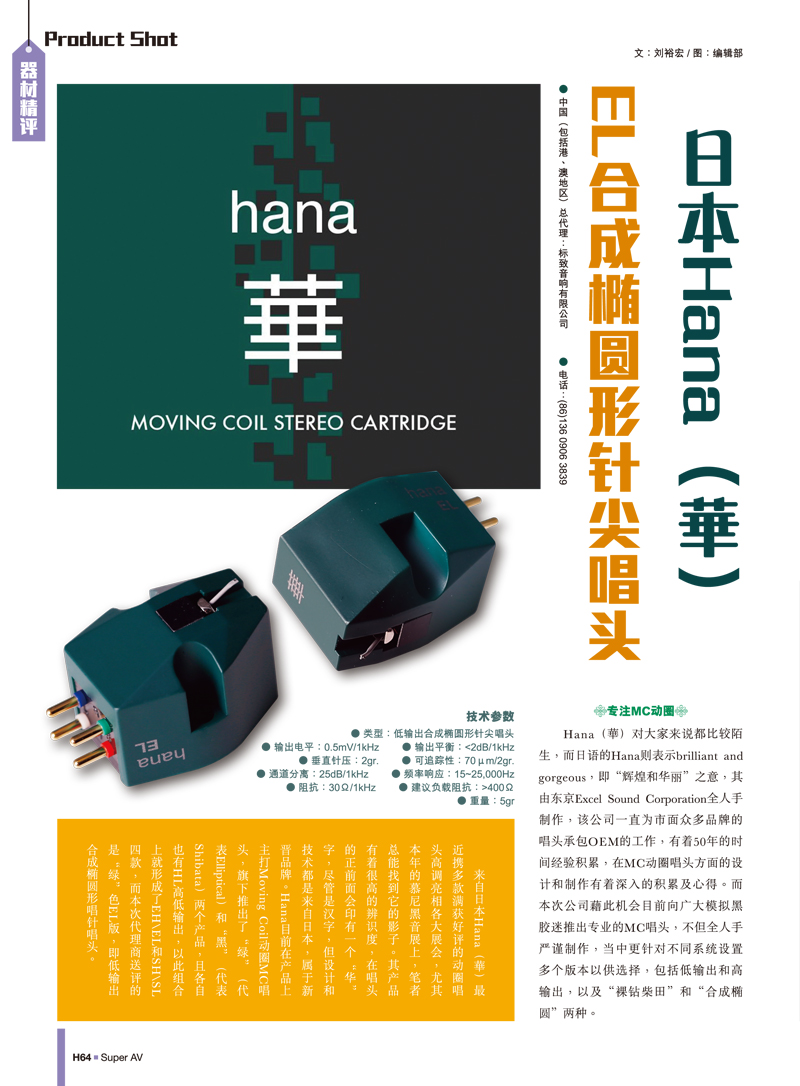 Product Shot
器材精评
文：刘裕宏 / 图：编辑部
日本Hana（華）
EL合成椭圆形针尖唱头
● 中国（包括港、澳地区）总代理：标致音响有限公司
● 电话：(86)136 0906 3839
hana
華
MOVING COIL STEREO CARTRIDGE
hana
EL
華
hana
EL
技术参数
● 类型：低输出合成椭圆形针尖唱头
● 输出电平：0.5mV/1kHz ● 输出平衡：<2dB/1kHz
● 垂直针压：2gr. ● 可追踪性：70μm/2gr.
● 通道分离：25dB/1kHz ● 频率响应：15~25,000Hz
● 阻抗：30Ω/1kHz ● 建议负载阻抗：>400Ω
● 重量：5gr
来自日本Hana（華）最
近携多款满获好评的动圈唱
头高调亮相各大展会，尤其
本年的慕尼黑音展上，笔者
总能找到它的影子。其产品
有着很高的辨识度，在唱头
的正前面会印有一个“华”
字，尽管是汉字，但设计和
技术都是来自日本，属于新
晋品牌。Hana目前在产品上
主打Moving Coil动圈MC唱
头，旗下推出了“绿”（代
表Elliptical）和“黑”（代表
Shibata）两个产品，且各自
也有HL高低输出，以此组合
上就形成了EH\EL和SH\SL
四款，而本次代理商送评的
是“绿”色EL版，即低输出
合成椭圆形唱针唱头。
专注MC动圈
Hana（華）对大家来说都比较陌
生，而日语的Hana则表示brilliant and
gorgeous，即“辉煌和华丽”之意，其
由东京Excel Sound Corporation全人手
制作，该公司一直为市面众多品牌的
唱头承包OEM的工作，有着50年的时
间经验积累，在MC动圈唱头方面的设
计和制作有着深入的积累及心得。而
本次公司藉此机会目前向广大模拟黑
胶迷推出专业的MC唱头，不但全人手
严谨制作，当中更针对不同系统设置
多个版本以供选择，包括低输出和高
输出，以及“裸钻柴田”和“合成椭
圆”两种。
H64 ■ Super AV